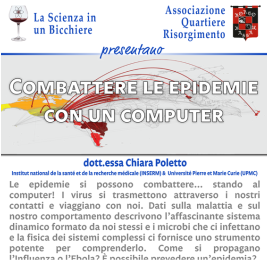 La Scienza in
un Bicchiere
Associazione
Quartiere
Risorgimento
presentano
COMBATTERE LE EPIDEMIE
CON UN COMPUTER
dott.essa Chiara Poletto
Institut national de la santé et de la recherche médicale (INSERM) & Université Pierre et Marie Curie (UPMC)
Le epidemie si possono combattere... stando al
computer! I virus si trasmettono attraverso i nostri
contatti e viaggiano con noi. Dati sulla malattia e sul
nostro comportamento descrivono l'affascinante sistema
dinamico formato da noi stessi e i microbi che ci infettano
e la fisica dei sistemi complessi ci fornisce uno strumento
potente per comprenderlo. Come si propagano
l'Influenza o l'Ebola? È possibile prevedere un'epidemia?